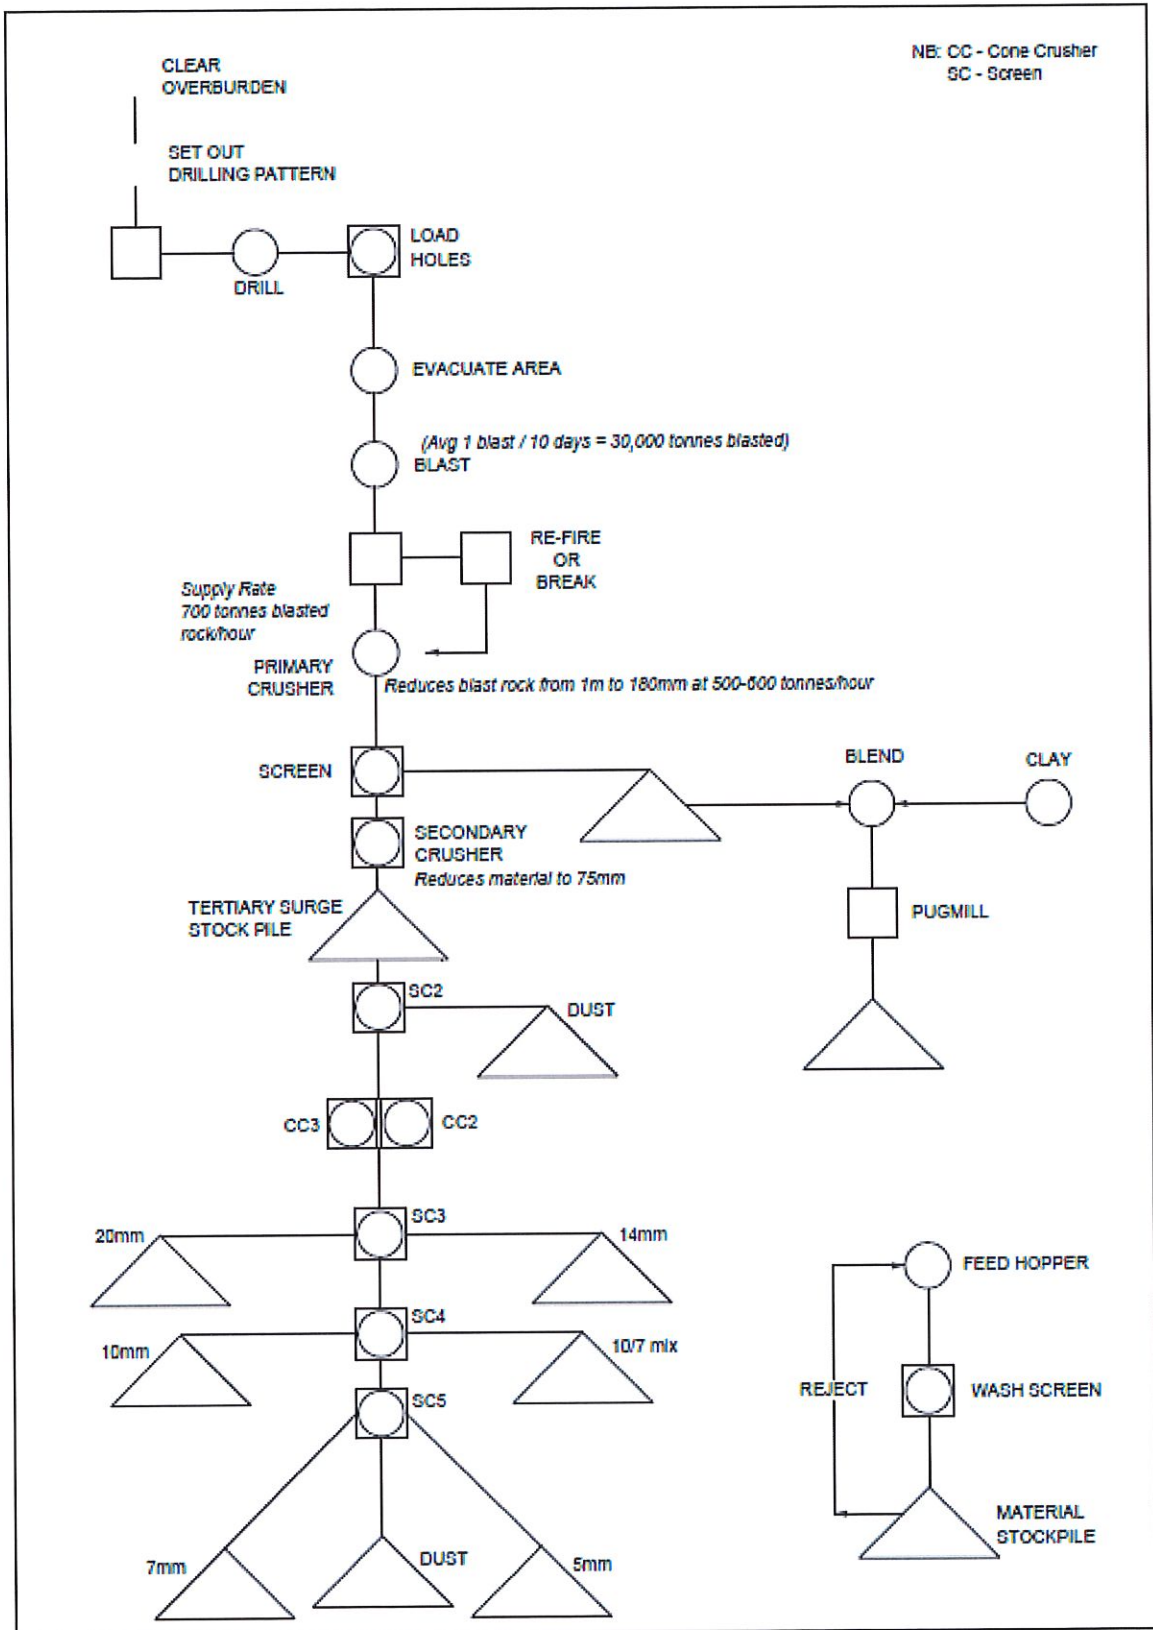 NB: CC - Cone Crusher
SC - Screen
CLEAR
OVERBURDEN
SET OUT
DRILLING PATTERN
LOAD
HOLES
DRILL
EVACUATE AREA
(Avg 1 blast / 10 days = 30,000 tonnes blasted)
BLAST
RE-FIRE
OR
BREAK
Supply Rate
700 tonnes blasted
rock/hour
PRIMARY
CRUSHER
Reduces blast rock from 1m to 180mm at 500-600 tonnes/hour
SCREEN
BLEND
CLAY
SECONDARY
CRUSHER
Reduces material to 75mm
TERTIARY SURGE
STOCK PILE
PUGMILL
SC2
DUST
CC3
CC2
SC3
20mm
14mm
SC4
10mm
10/7 mix
SC5
7mm
DUST
5mm
FEED HOPPER
REJECT
WASH SCREEN
MATERIAL
STOCKPILE